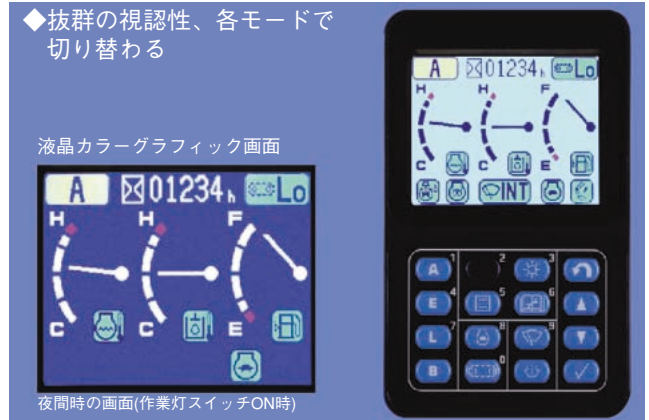 ◆抜群の視認性、各モードで
切り替わる
液晶カラーグラフィック画面
A 01234h Lo
H H F
C C E
夜間時の画面(作業灯スイッチON時)
A 01234h Lo
H H F
C C E
INT
A 1 2 3
E 4 5 6
L 7 8 9
B 0